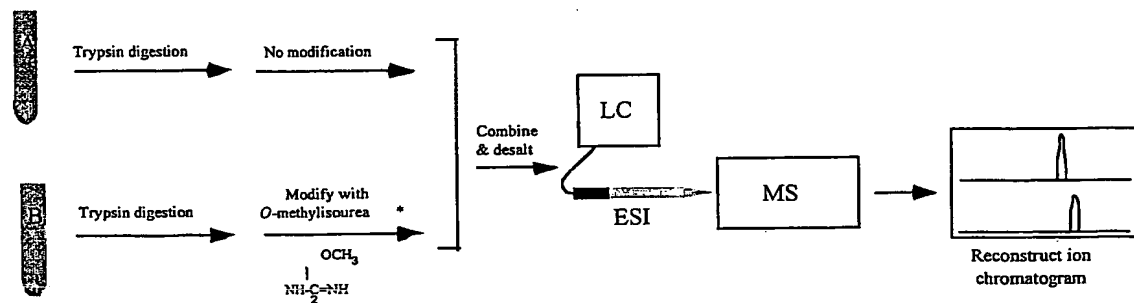 A
Trypsin digestion
No modification
Combine
& desalt
LC
ESI
MS
Reconstruct ion
chromatogram
B
Trypsin digestion
Modify with
O-methylisourea *
OCH3
NH2-C=NH